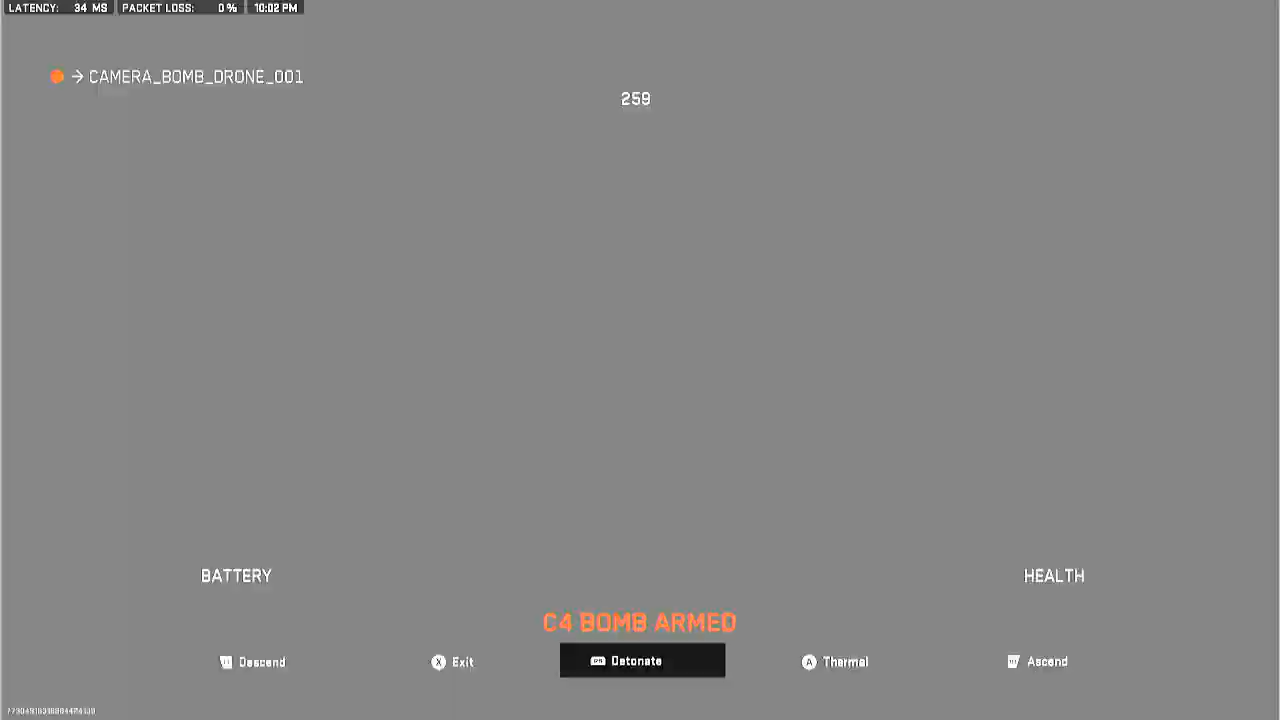 LATENCY: 34 MS PACKET LOSS: 0 % 10:02 PM
→ CAMERA_BOMB_DRONE_001
259
BATTERY HEALTH
C4 BOMB ARMED
Descend X Exit Detonate A Thermal Ascend